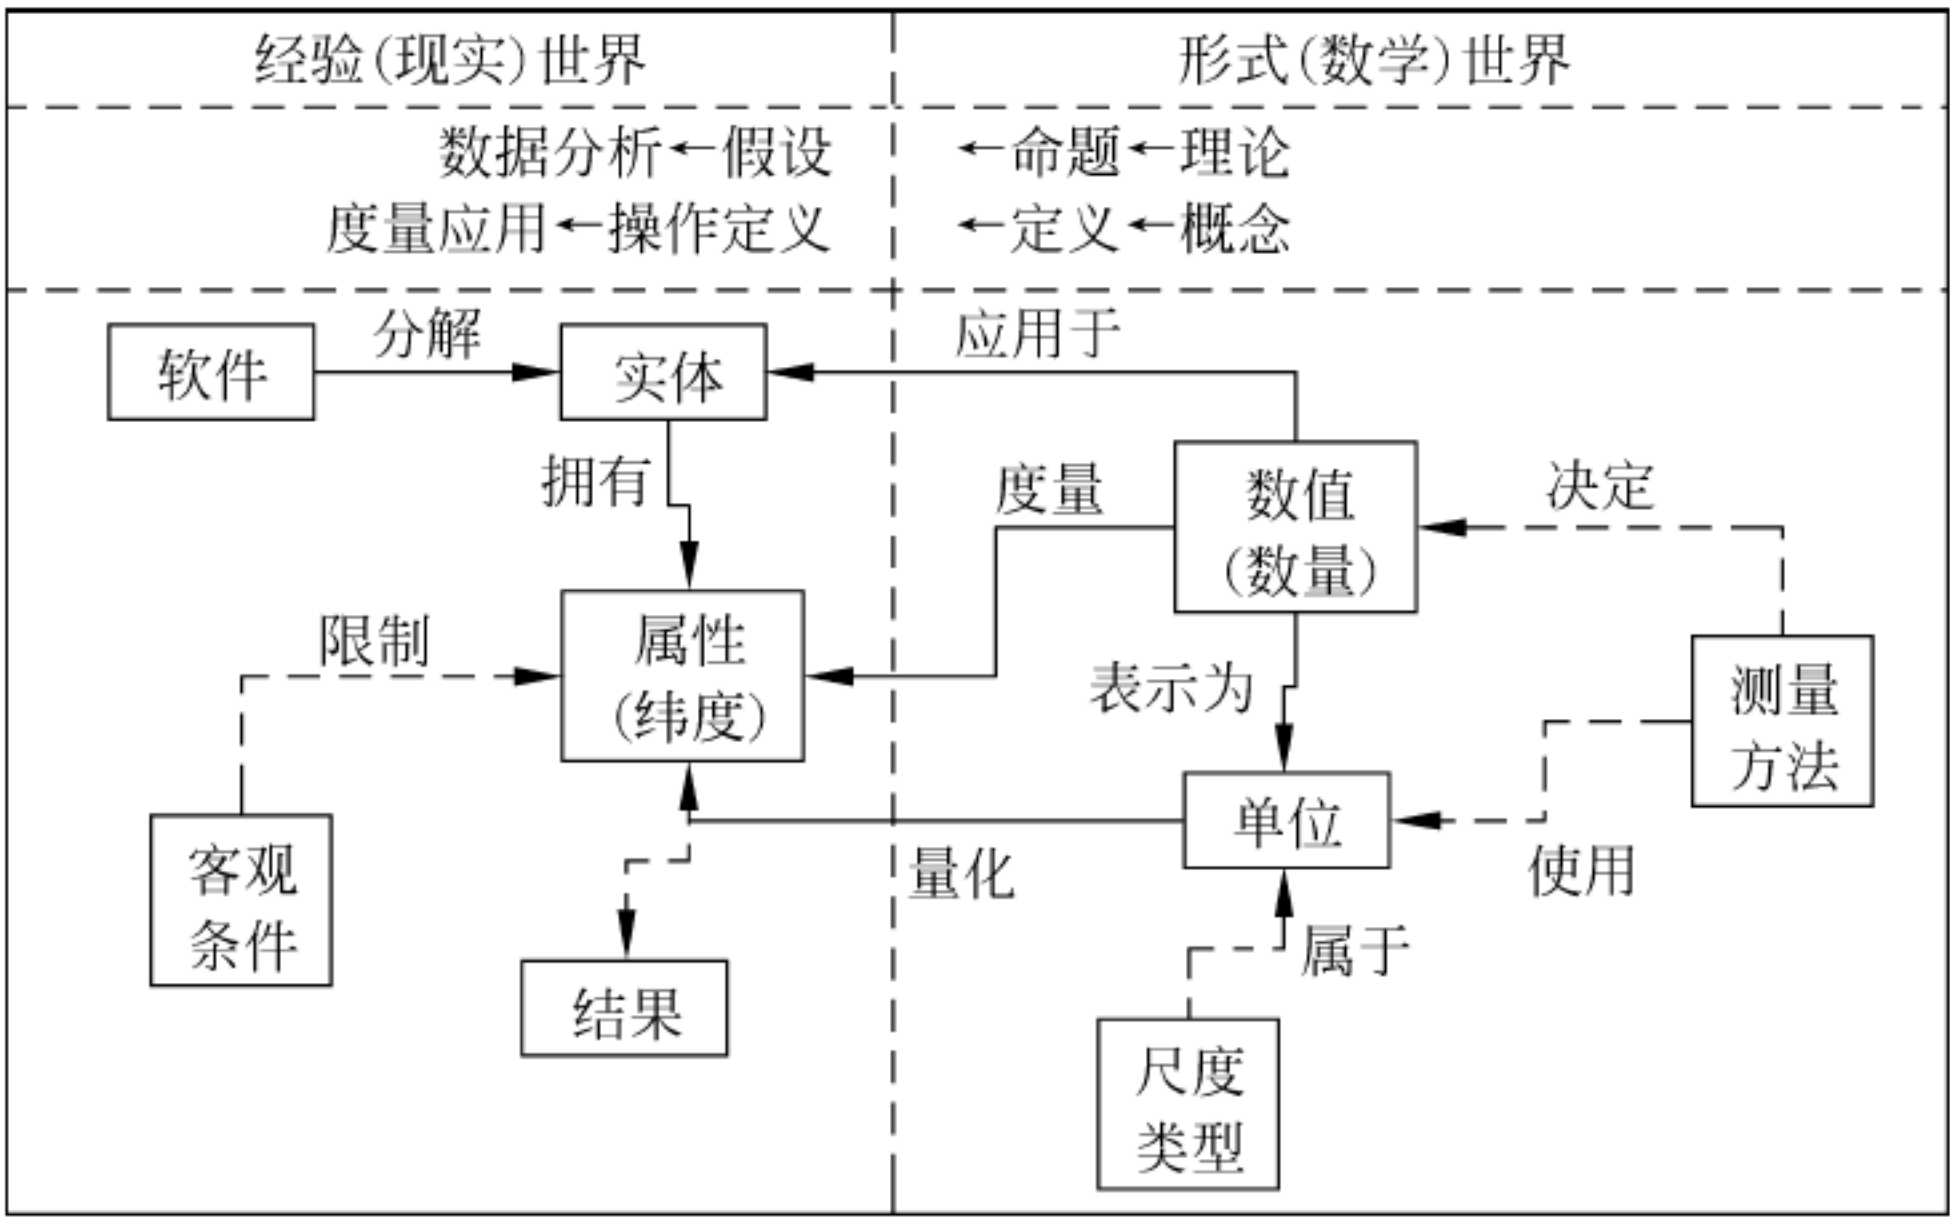 经验(现实)世界
形式(数学)世界
数据分析←假设
←命题←理论
度量应用←操作定义
←定义←概念
软件
分解
实体
应用于
拥有
度量
数值
(数量)
决定
限制
属性
(纬度)
表示为
测量
方法
客观
条件
量化
单位
使用
结果
属于
尺度
类型